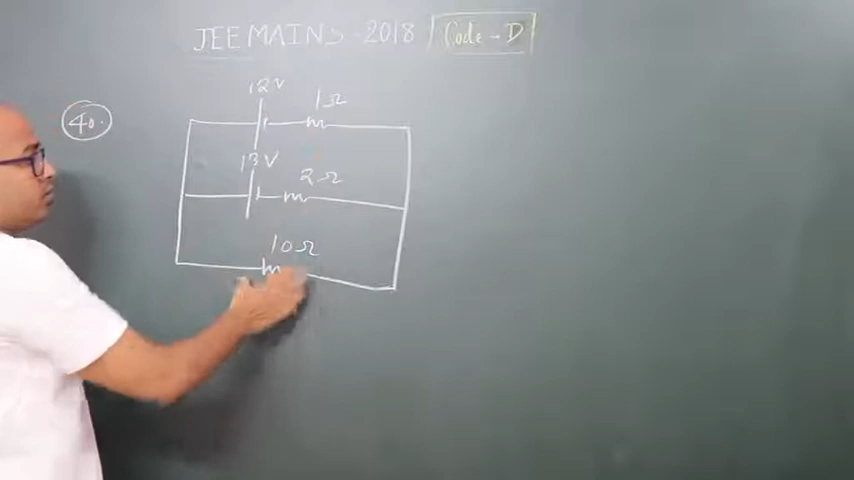 JEE MAINS - 2018 Code - D
40.
12V
1Ω
13V
2Ω
10Ω